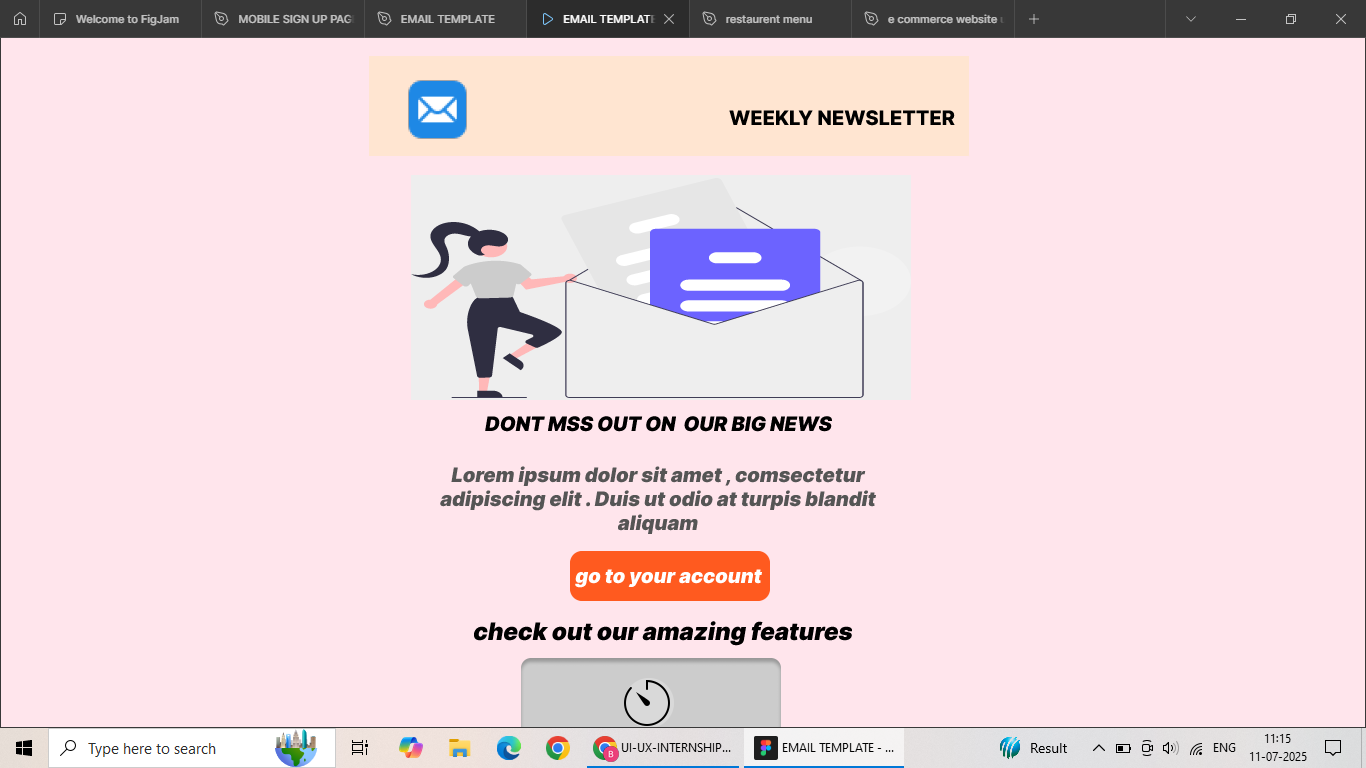 Welcome to FigJam
MOBILE SIGN UP PAG
EMAIL TEMPLATE
EMAIL TEMPLATE
restaurent menu
e commerce website
WEEKLY NEWSLETTER
DONT MSS OUT ON OUR BIG NEWS
Lorem ipsum dolor sit amet , comsectetur
adipiscing elit . Duis ut odio at turpis blandit
aliquam
go to your account
check out our amazing features
Type here to search
UI-UX-INTERNSHIP...
EMAIL TEMPLATE - ...
Result
ENG
11:15
11-07-2025